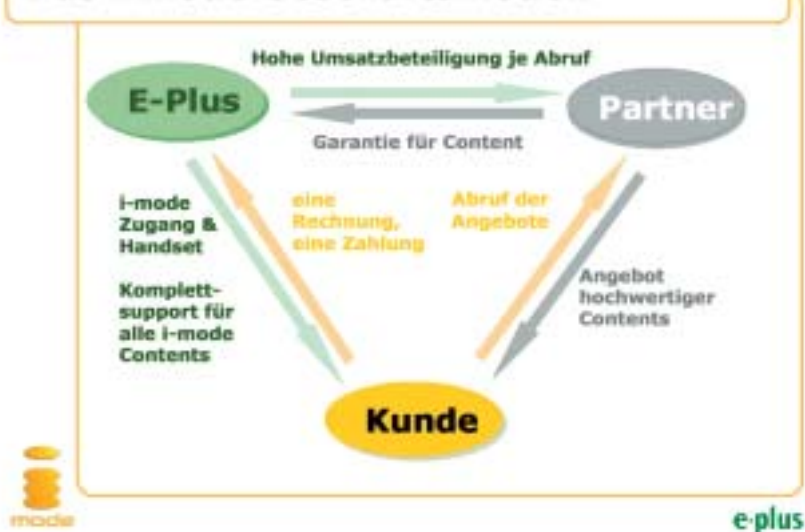 Hohe Umsatzbeteiligung je Abruf
E-Plus
Partner
Garantie für Content
i-mode
Zugang &
Handset
eine
Rechnung,
eine Zahlung
Abruf der
Angebote
Komplett-
support für
alle i-mode
Contents
Angebot
hochwertiger
Contents
Kunde
mode
e-plus